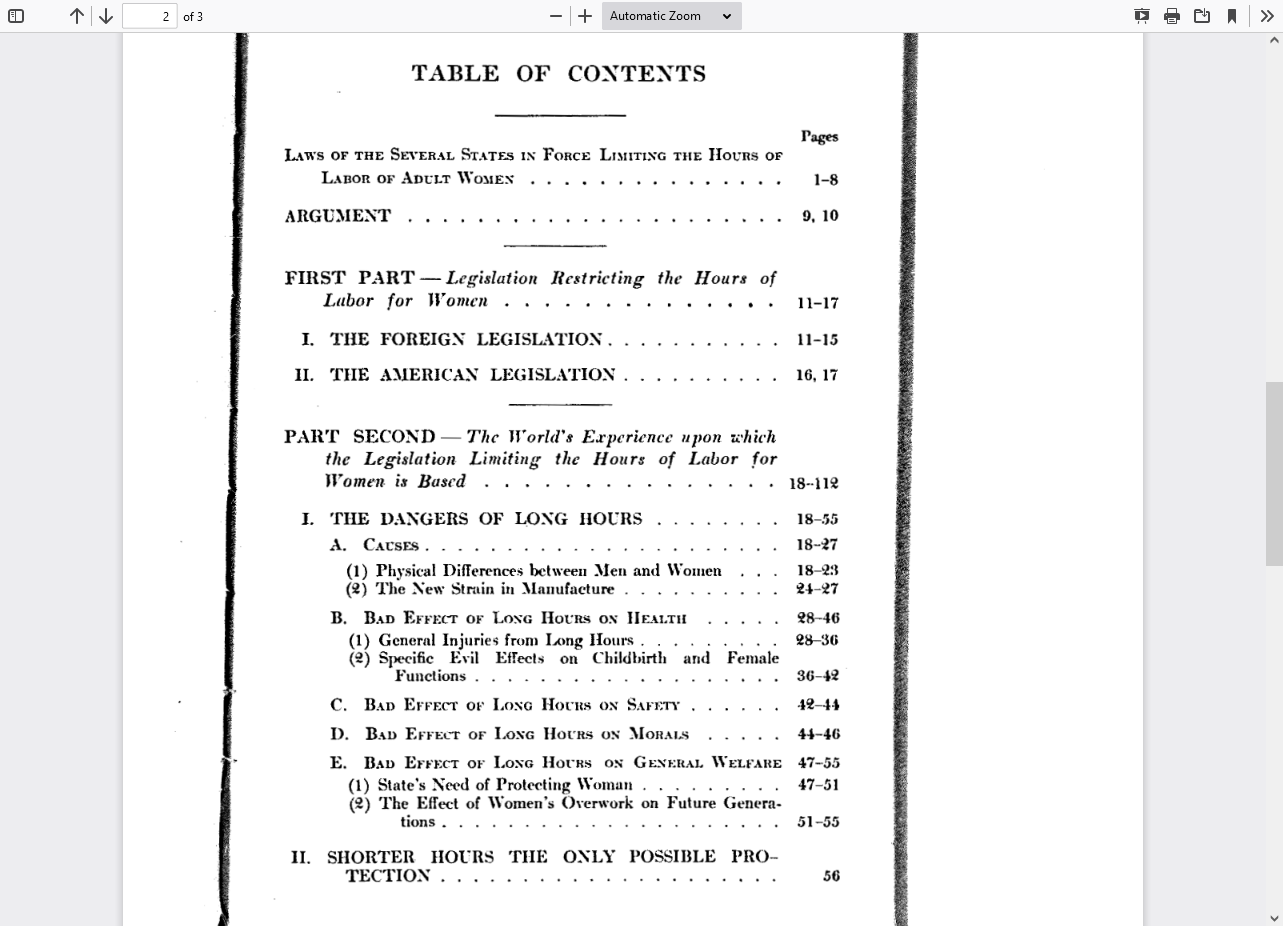 2 of 3 Automatic Zoom
TABLE OF CONTENTS
Pages
LAWS OF THE SEVERAL STATES IN FORCE LIMITING THE HOURS OF
LABOR OF ADULT WOMEN . . . . . . . . . . . . . . . 1–8
ARGUMENT . . . . . . . . . . . . . . . . . . . . . . 9, 10
FIRST PART — Legislation Restricting the Hours of
Labor for Women . . . . . . . . . . . . . 11–17
I. THE FOREIGN LEGISLATION . . . . . . . . . . . 11–15
II. THE AMERICAN LEGISLATION . . . . . . . . . . 16, 17
PART SECOND — The World's Experience upon which
the Legislation Limiting the Hours of Labor for
Women is Based . . . . . . . . . . . . . . . 18–112
I. THE DANGERS OF LONG HOURS . . . . . . . . 18–55
A. CAUSES . . . . . . . . . . . . . . . . . . . . . . 18–27
(1) Physical Differences between Men and Women . . . 18–23
(2) The New Strain in Manufacture . . . . . . . . . . 24–27
B. BAD EFFECT OF LONG HOURS ON HEALTH . . . . . 28–46
(1) General Injuries from Long Hours . . . . . . . . . 28–36
(2) Specific Evil Effects on Childbirth and Female
Functions . . . . . . . . . . . . . . . . . . . 36–42
C. BAD EFFECT OF LONG HOURS ON SAFETY . . . . . . 42–44
D. BAD EFFECT OF LONG HOURS ON MORALS . . . . . 44–46
E. BAD EFFECT OF LONG HOURS ON GENERAL WELFARE 47–55
(1) State's Need of Protecting Woman . . . . . . . . . 47–51
(2) The Effect of Women's Overwork on Future Genera-
tions . . . . . . . . . . . . . . . . . . . . . 51–55
II. SHORTER HOURS THE ONLY POSSIBLE PRO-
TECTION . . . . . . . . . . . . . . . . . . . . . 56